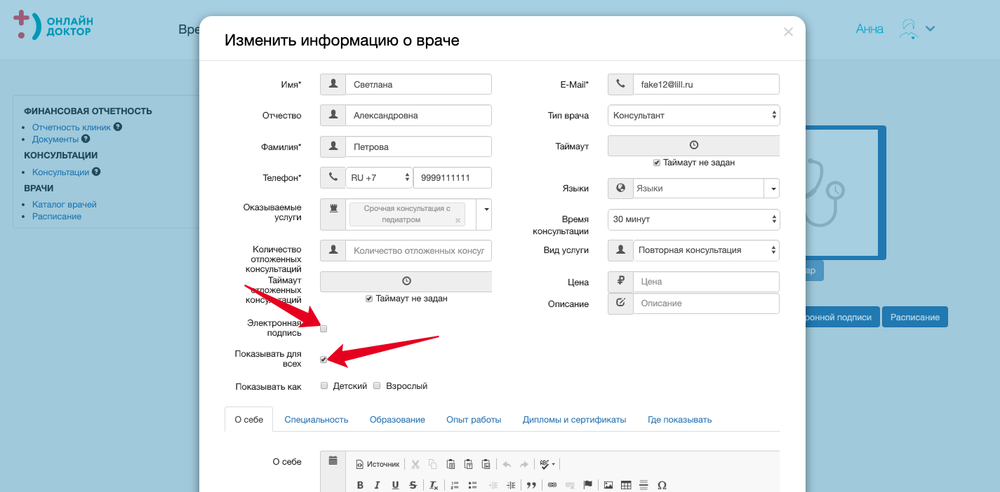 ОНЛАЙН
ДОКТОР
Вре
Анна
ФИНАНСОВАЯ ОТЧЕТНОСТЬ
Отчетность клиник
Документы
КОНСУЛЬТАЦИИ
Консультации
ВРАЧИ
Каталог врачей
Расписание
Изменить информацию о враче
Имя* Светлана
E-Mail* fake12@lill.ru
Отчество Александровна
Тип врача Консультант
Фамилия* Петрова
Таймаут
Таймаут не задан
Телефон* RU +7 9999111111
Языки Языки
Оказываемые
услуги
Срочная консультация с
педиатром
Время
консультации
30 минут
Количество
отложенных
консультаций
Количество отложенных консул
Вид услуги Повторная консультация
Таймаут
отложенных
консультаций
Таймаут не задан
Цена Цена
Описание Описание
Электронная
подпись
Показывать для
всех
Показывать как Детский Взрослый
ар
ронной подписи Расписание
О себе Специальность Образование Опыт работы Дипломы и сертификаты Где показывать
О себе
Источник
ABC
B I U S Ix
Ω